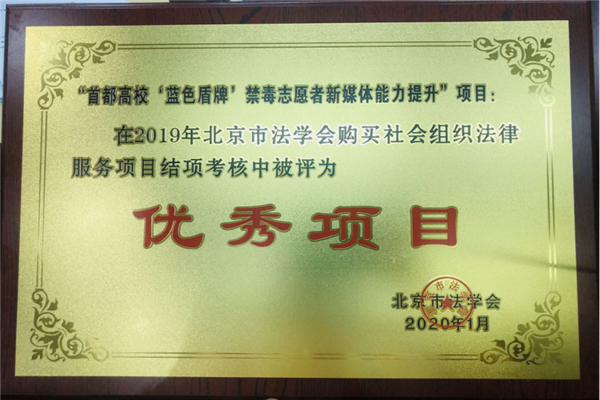 “首都高校‘蓝色盾牌’禁毒志愿者新媒体能力提升”项目：
在2019年北京市法学会购买社会组织法律
服务项目结项考核中被评为
优秀项目
北京市法学会
2020年1月